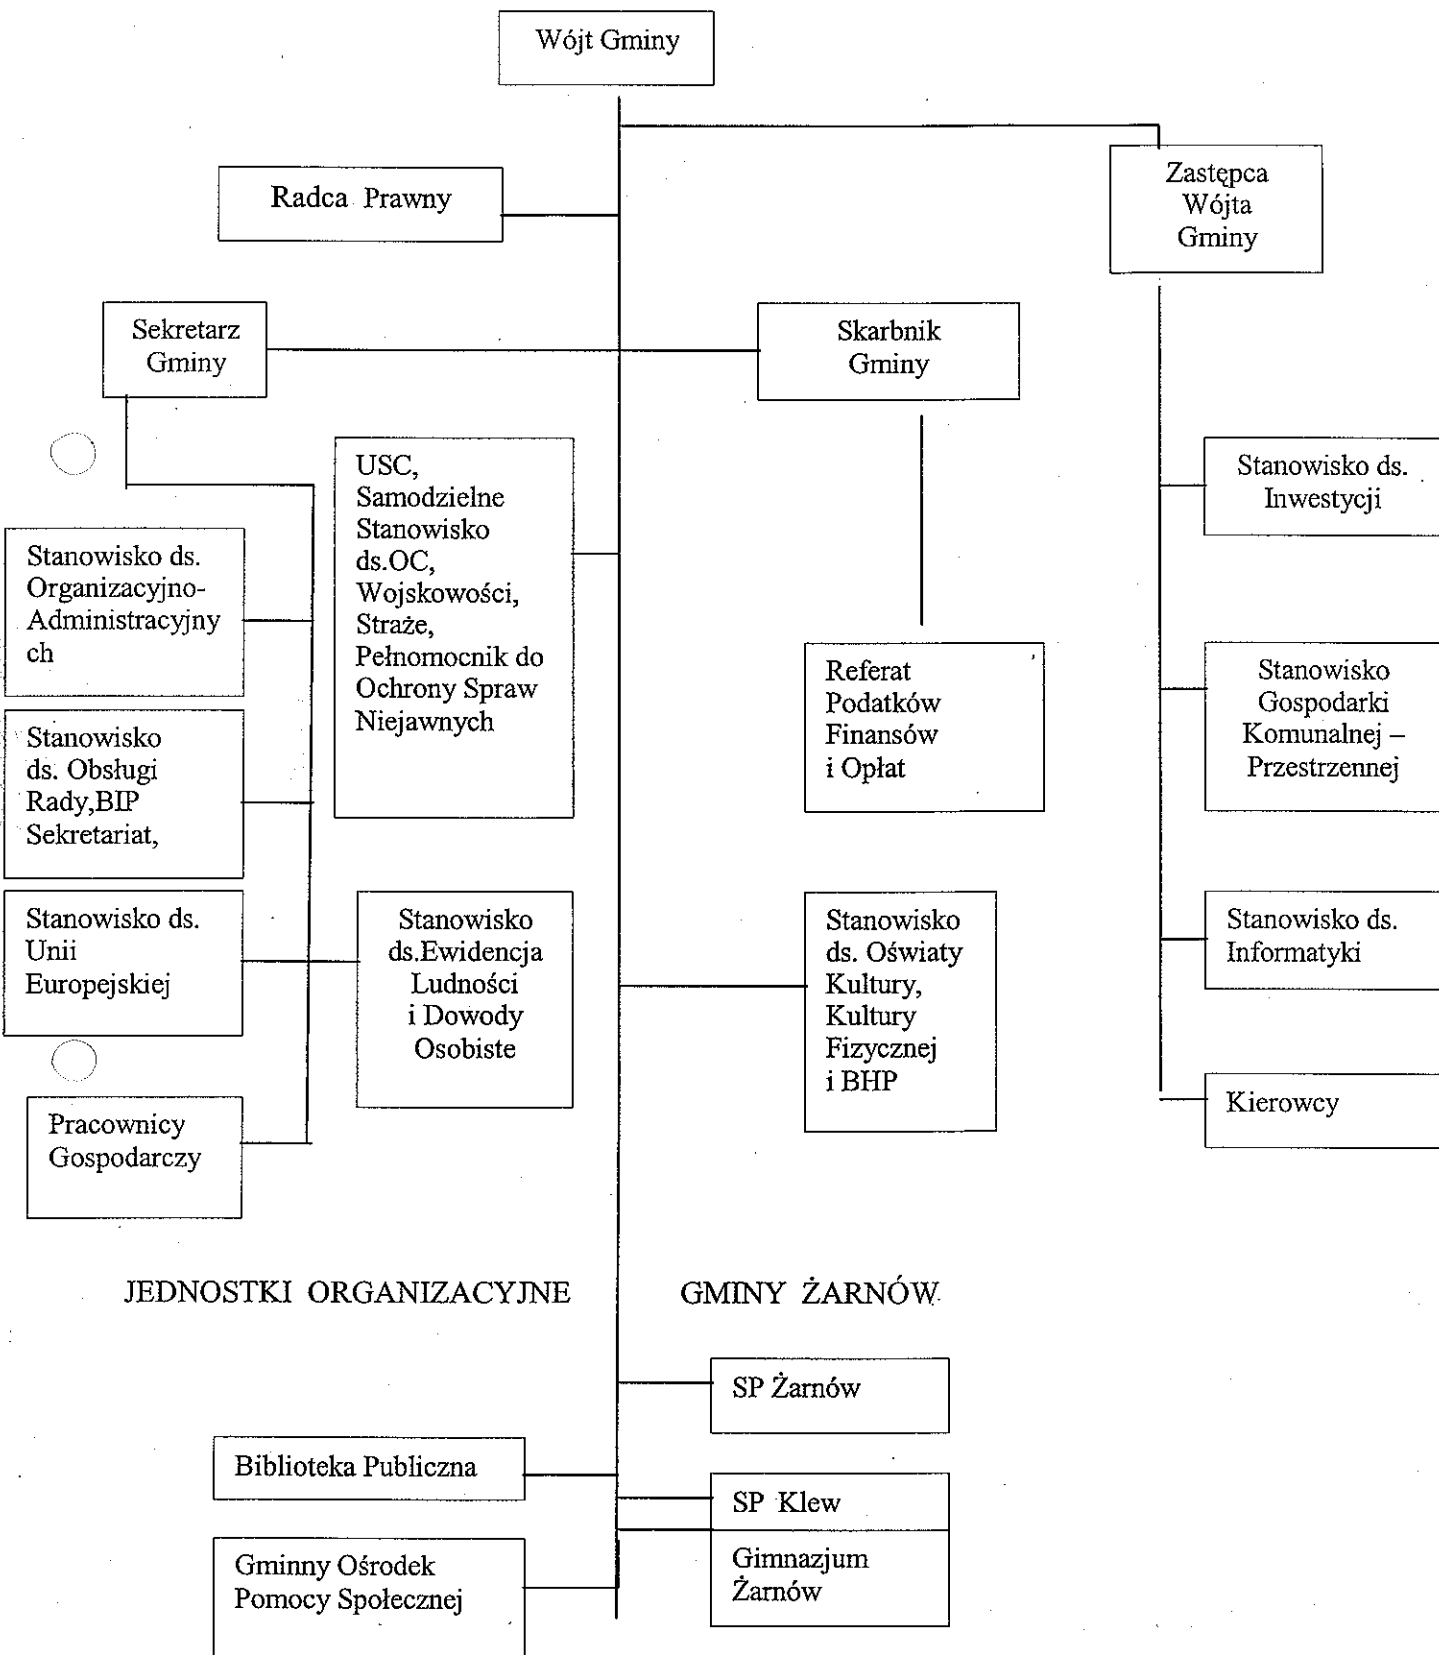 Wójt Gminy
Radca Prawny
Zastępca
Wójta
Gminy
Sekretarz
Gminy
Skarbnik
Gminy
USC,
Samodzielne
Stanowisko
ds.OC,
Wojskowości,
Straże,
Pełnomocnik do
Ochrony Spraw
Niejawnych
Stanowisko ds.
Inwestycji
Stanowisko ds.
Organizacyjno-
Administracyjny
ch
Referat
Podatków
Finansów
i Opłat
Stanowisko
Gospodarki
Komunalnej –
Przestrzennej
Stanowisko
ds. Obsługi
Rady,BIP
Sekretariat,
Stanowisko ds.
Unii
Europejskiej
Stanowisko
ds.Ewidencja
Ludności
i Dowody
Osobiste
Stanowisko
ds. Oświaty
Kultury,
Kultury
Fizycznej
i BHP
Stanowisko ds.
Informatyki
Pracownicy
Gospodarczy
Kierowcy
JEDNOSTKI ORGANIZACYJNE GMINY ŻARNÓW
SP Żarnów
Biblioteka Publiczna
SP Klew
Gminny Ośrodek
Pomocy Społecznej
Gimnazjum
Żarnów